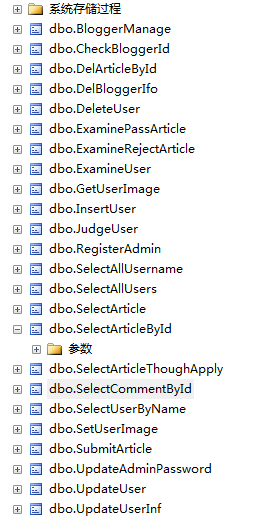 系统存储过程
dbo.BloggerManage
dbo.CheckBloggerId
dbo.DelArticleById
dbo.DelBloggerIfo
dbo.DeleteUser
dbo.ExaminePassArticle
dbo.ExamineRejectArticle
dbo.ExamineUser
dbo.GetUserImage
dbo.InsertUser
dbo.JudgeUser
dbo.RegisterAdmin
dbo.SelectAllUsername
dbo.SelectAllUsers
dbo.SelectArticle
dbo.SelectArticleById
参数
dbo.SelectArticleThoughApply
dbo.SelectCommentById
dbo.SelectUserByName
dbo.SetUserImage
dbo.SubmitArticle
dbo.UpdateAdminPassword
dbo.UpdateUser
dbo.UpdateUserInf